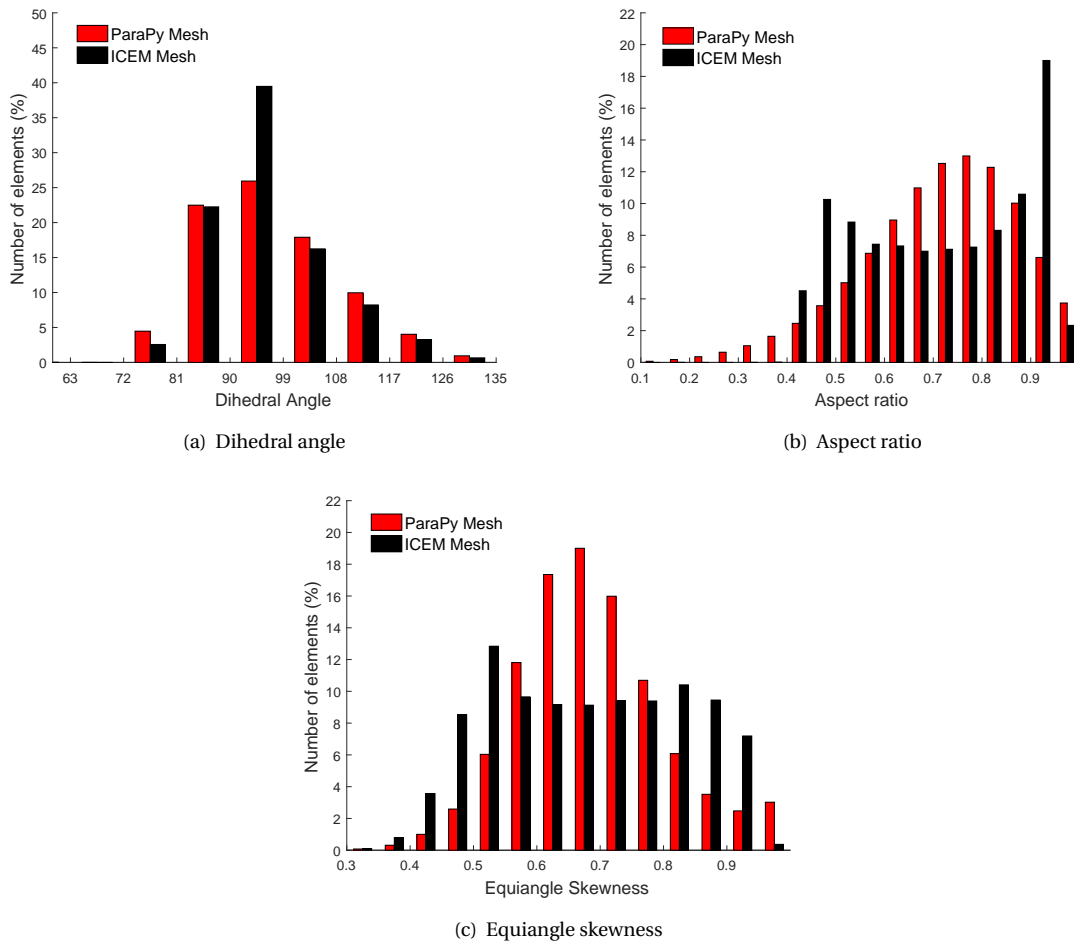 50
45
40
35
30
25
20
15
10
5
0
Number of elements (%)
ParaPy Mesh
ICEM Mesh
63 72 81 90 99 108 117 126 135
Dihedral Angle
(a) Dihedral angle
22
20
18
16
14
12
10
8
6
4
2
0
Number of elements (%)
ParaPy Mesh
ICEM Mesh
0.1 0.2 0.3 0.4 0.5 0.6 0.7 0.8 0.9
Aspect ratio
(b) Aspect ratio
22
20
18
16
14
12
10
8
6
4
2
0
Number of elements (%)
ParaPy Mesh
ICEM Mesh
0.3 0.4 0.5 0.6 0.7 0.8 0.9
Equiangle Skewness
(c) Equiangle skewness